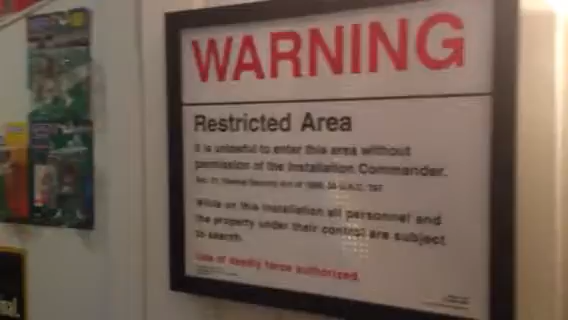 WARNING
Restricted Area
It is unlawful to enter this area without
permission of the Installation Commander.
Sec. 21, Internal Security Act of 1950, 50 U.S.C. 797
While on this installation all personnel and
the property under their control are subject
to search.
Use of deadly force authorized.